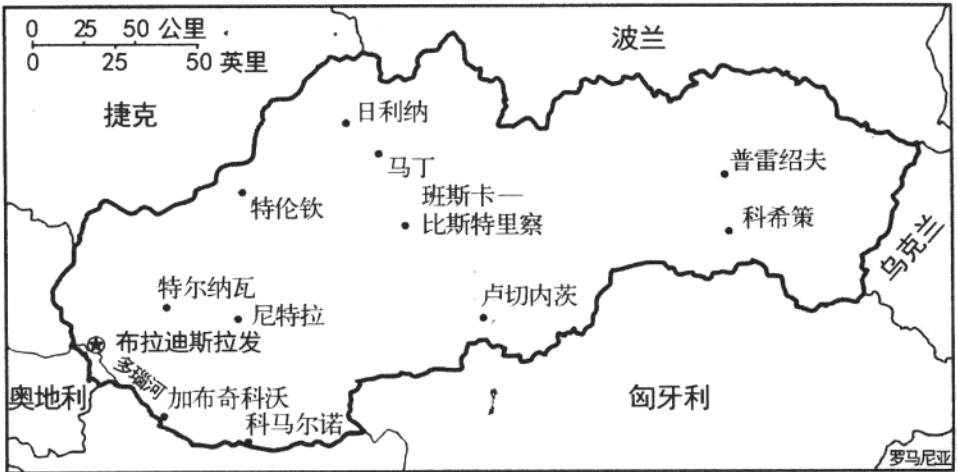 0 25 50 公里
0 25 50 英里
波兰
捷克
日利纳
马丁
普雷绍夫
特伦钦
班斯卡—
比斯特里察
科希策
乌克兰
特尔纳瓦
尼特拉
卢切内茨
布拉迪斯拉发
多瑙河
奥地利
加布奇科沃
匈牙利
科马尔诺
罗马尼亚